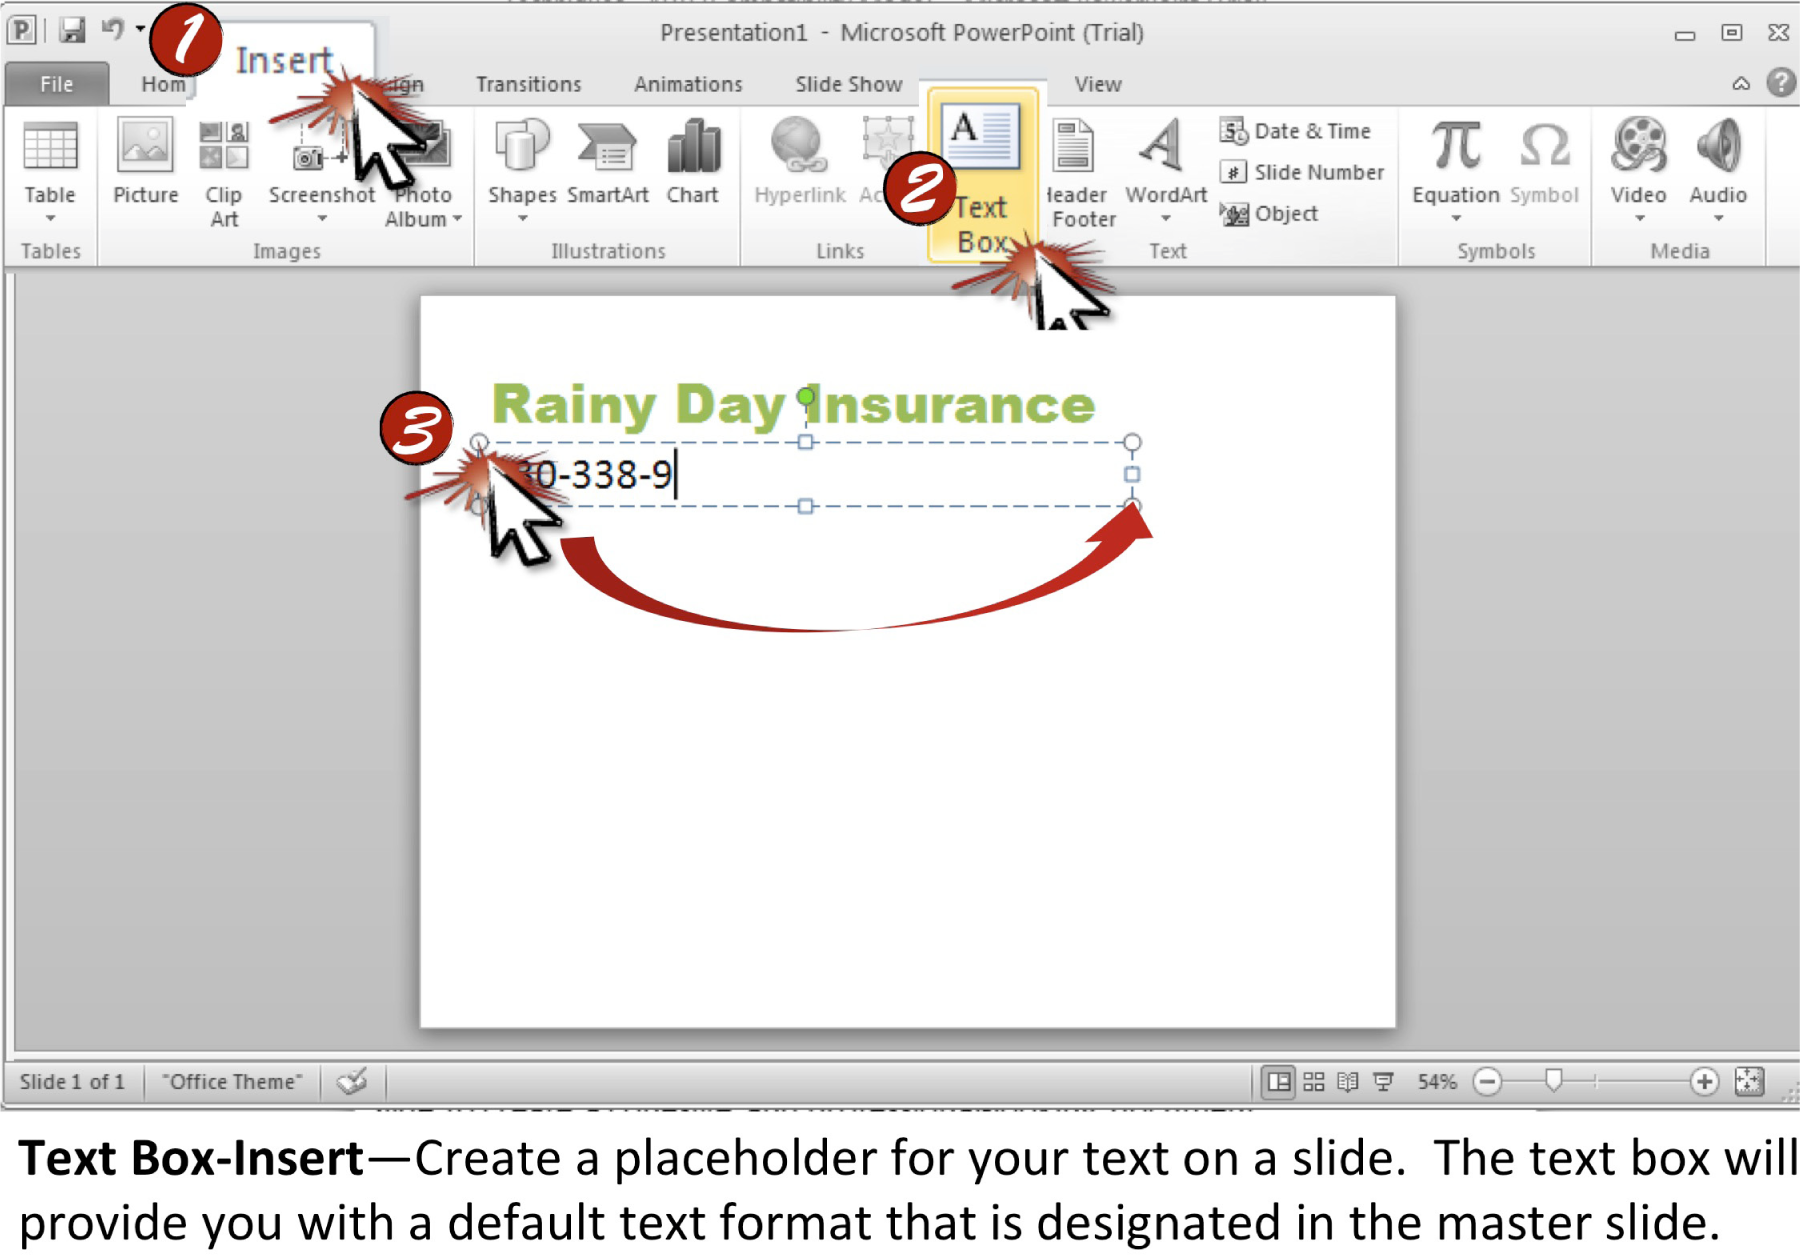 1
Insert
Presentation1 - Microsoft PowerPoint (Trial)
File Hom ign Transitions Animations Slide Show View
Table Picture Clip Art Screenshot Photo Album Shapes SmartArt Chart Hyperlink Ac 2 Text Box Header Footer WordArt Date & Time
Slide Number
Object
Equation Symbol Video Audio
Tables Images Illustrations Links Text Symbols Media
Rainy Day Insurance
3
30-338-9
Slide 1 of 1 "Office Theme" 54%
Text Box-Insert—Create a placeholder for your text on a slide. The text box will
provide you with a default text format that is designated in the master slide.